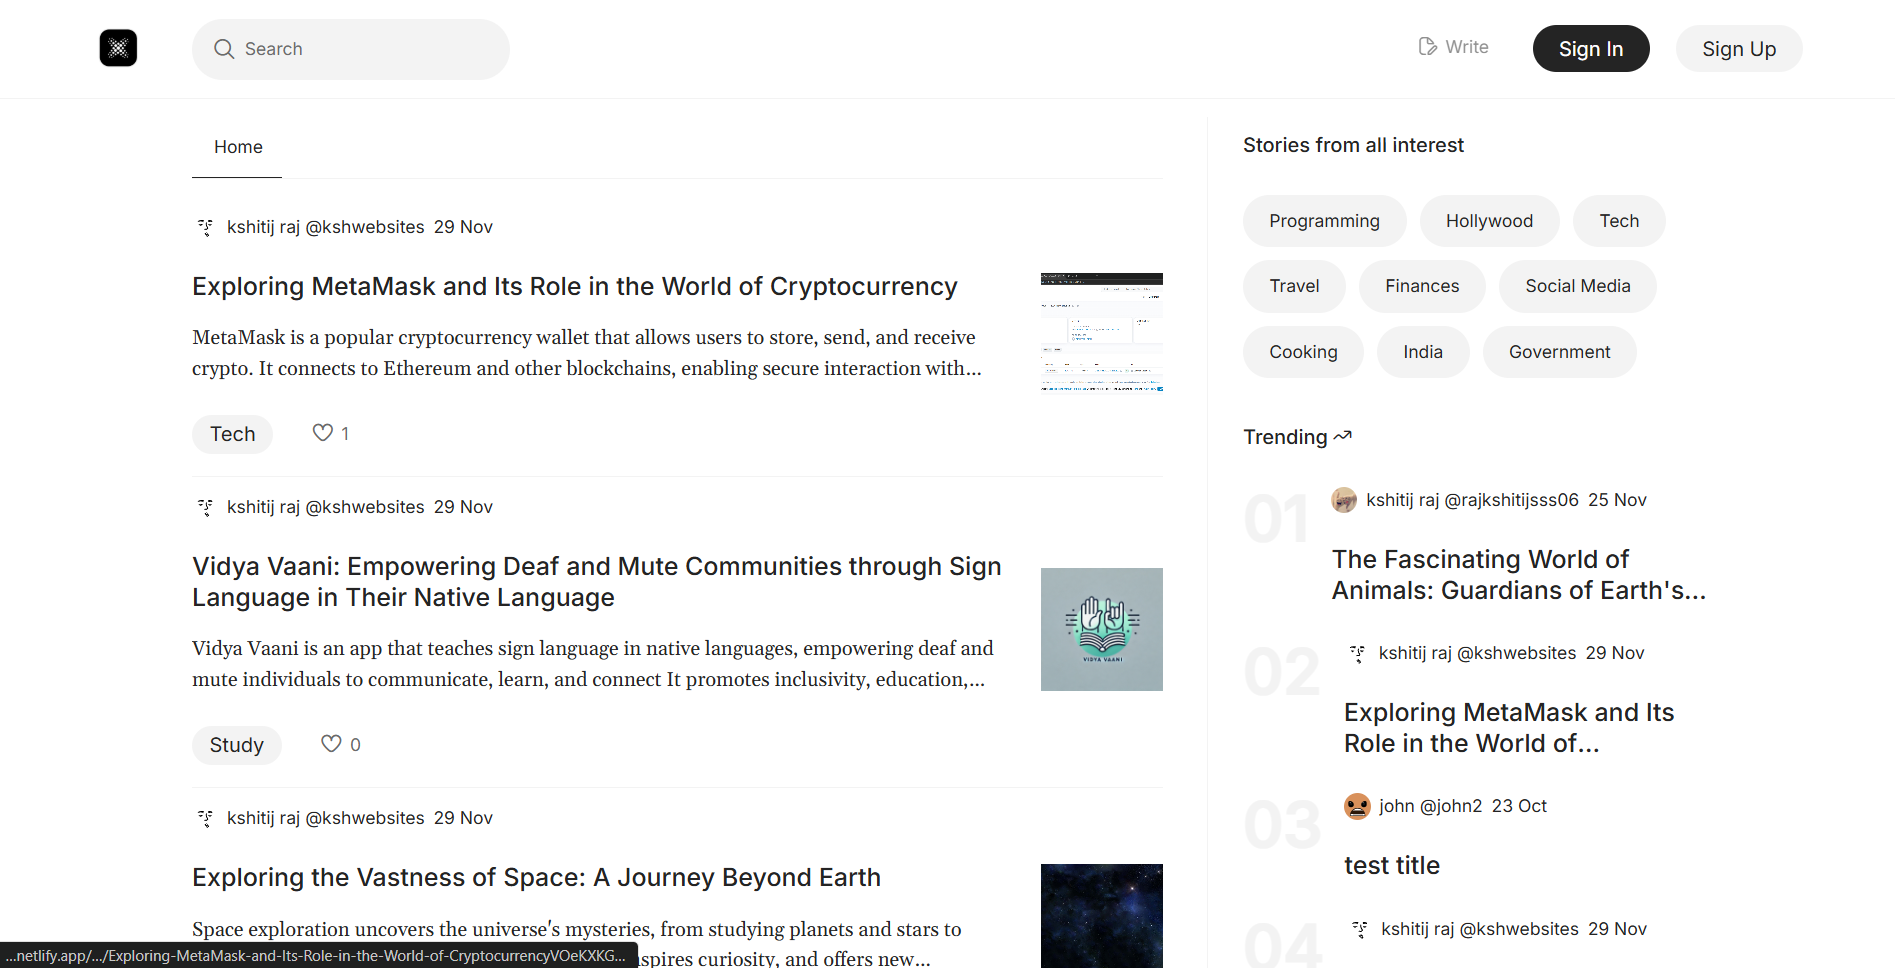 Search
Write
Sign In
Sign Up
Home
kshitij raj @kshwebsites 29 Nov
Exploring MetaMask and Its Role in the World of Cryptocurrency
MetaMask is a popular cryptocurrency wallet that allows users to store, send, and receive
crypto. It connects to Ethereum and other blockchains, enabling secure interaction with...
Tech
1
kshitij raj @kshwebsites 29 Nov
Vidya Vaani: Empowering Deaf and Mute Communities through Sign
Language in Their Native Language
Vidya Vaani is an app that teaches sign language in native languages, empowering deaf and
mute individuals to communicate, learn, and connect It promotes inclusivity, education,...
VIDYA VAANI
Study
0
kshitij raj @kshwebsites 29 Nov
Exploring the Vastness of Space: A Journey Beyond Earth
Space exploration uncovers the universe's mysteries, from studying planets and stars to
spires curiosity, and offers new...
...netlify.app/.../Exploring-MetaMask-and-Its-Role-in-the-World-of-CryptocurrencyVOeKXKG...
Stories from all interest
Programming
Hollywood
Tech
Travel
Finances
Social Media
Cooking
India
Government
Trending
01
kshitij raj @rajkshitijsss06 25 Nov
The Fascinating World of
Animals: Guardians of Earth's...
02
kshitij raj @kshwebsites 29 Nov
Exploring MetaMask and Its
Role in the World of...
03
john @john2 23 Oct
test title
04
kshitij raj @kshwebsites 29 Nov